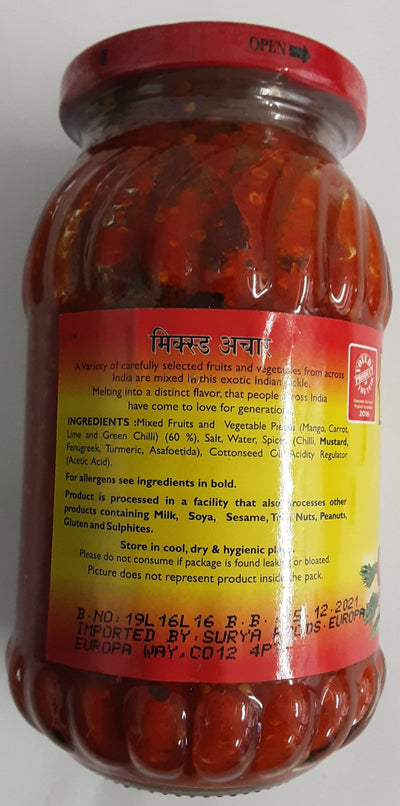 OPEN
मिक्स्ड अचार
A Variety of carefully selected fruits and vegetables from across
India are mixed in this exotic Indian pickle.
Melting into a distinct flavor, that people across India
have come to love for generations.
INGREDIENTS :Mixed Fruits and Vegetable Pieces (Mango, Carrot,
Lime and Green Chilli) (60 %), Salt, Water, Spices (Chilli, Mustard,
Fenugreek, Turmeric, Asafoetida), Cottonseed Oil, Acidity Regulator
(Acetic Acid).
For allergens see ingredients in bold.
Product is processed in a facility that also processes other
products containing Milk, Soya, Sesame, Tree Nuts, Peanuts,
Gluten and Sulphites.
Store in cool, dry & hygienic place.
Please do not consume if package is found leaking or bloated.
Picture does not represent product inside the pack.
B.NO: 19L16L16 B.B. 12.2021
IMPORTED BY: SURYA FOODS EUROPA
EUROPA WAY, CO12
PRODUCT
2016